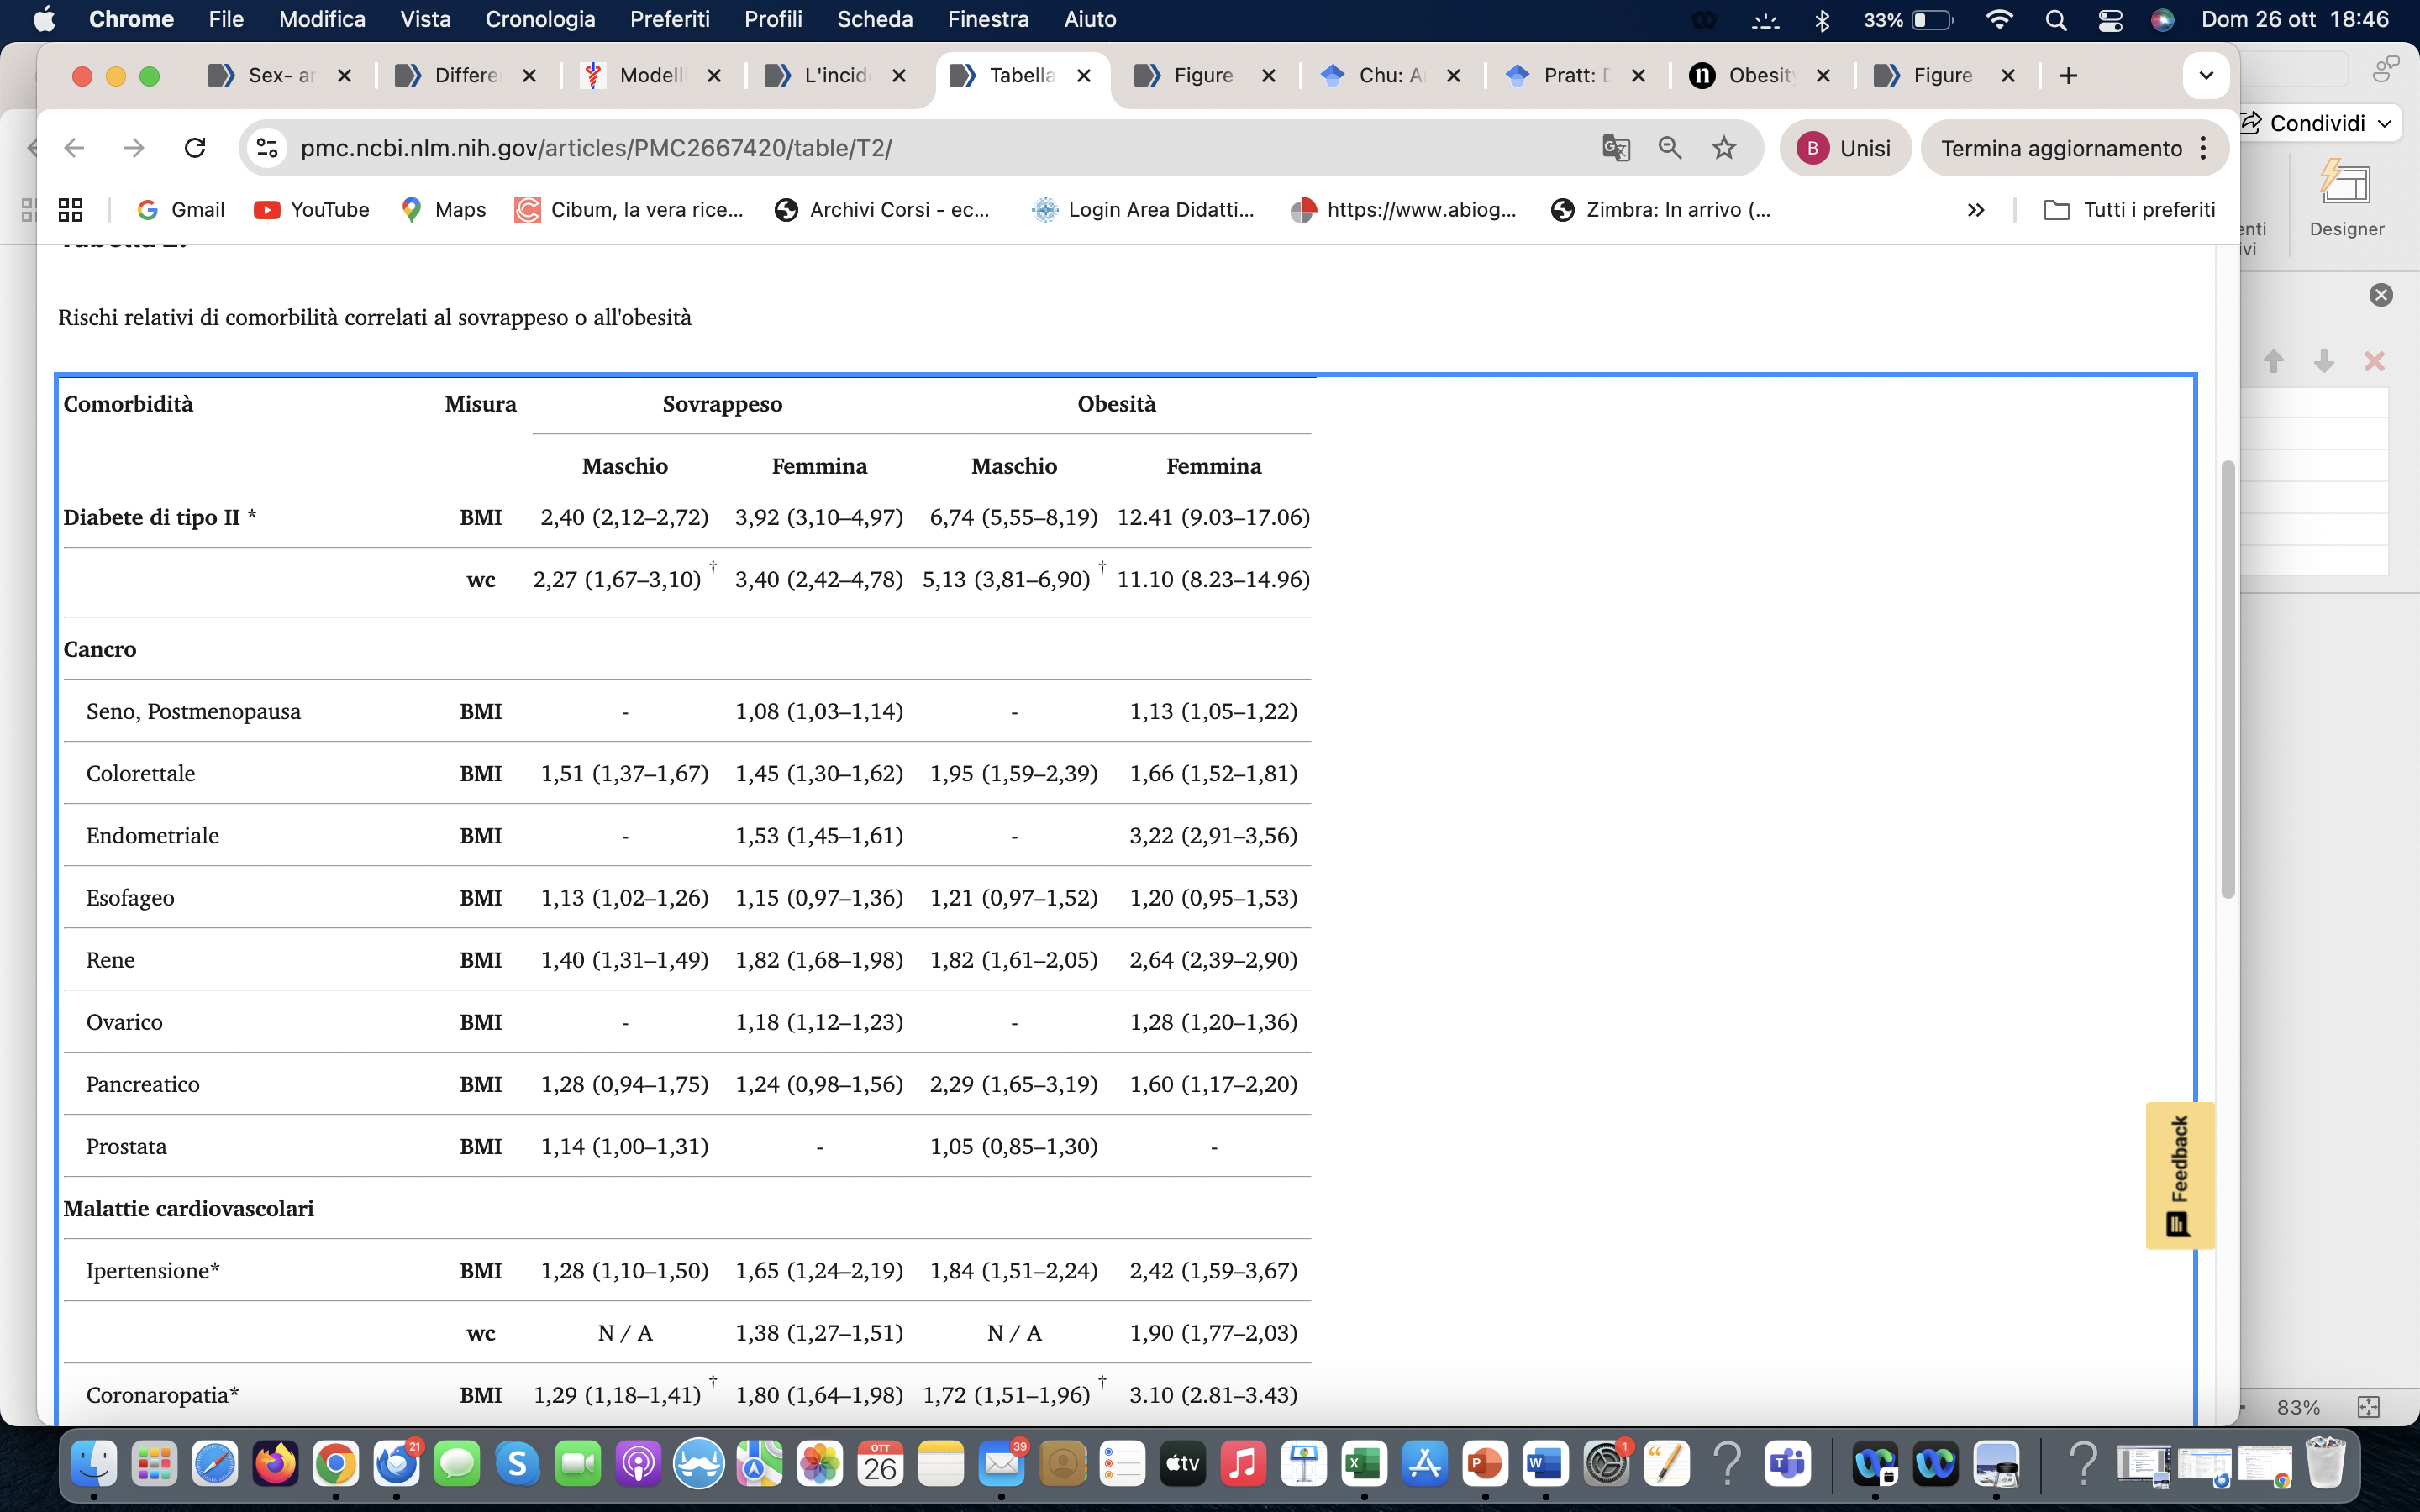 Chrome File Modifica Vista Cronologia Preferiti Profili Scheda Finestra Aiuto 33% Dom 26 ott 18:46
Sex- ar Differe Modelli L'incid Tabella Figure Chu: A Pratt: D Obesity Figure
pmc.ncbi.nlm.nih.gov/articles/PMC2667420/table/T2/ B Unisi Termina aggiornamento
Condividi
Gmail YouTube Maps Cibum, la vera rice... Archivi Corsi - ec... Login Area Didatti... https://www.abiog... Zimbra: In arrivo (... » Tutti i preferiti
Designer
Rischi relativi di comorbilità correlati al sovrappeso o all'obesità
Comorbidità Misura Sovrappeso Obesità
Maschio Femmina Maschio Femmina
Diabete di tipo II * BMI 2,40 (2,12–2,72) 3,92 (3,10–4,97) 6,74 (5,55–8,19) 12.41 (9.03–17.06)
wc 2,27 (1,67–3,10) † 3,40 (2,42–4,78) 5,13 (3,81–6,90) † 11.10 (8.23–14.96)
Cancro
Seno, Postmenopausa BMI - 1,08 (1,03–1,14) - 1,13 (1,05–1,22)
Colorettale BMI 1,51 (1,37–1,67) 1,45 (1,30–1,62) 1,95 (1,59–2,39) 1,66 (1,52–1,81)
Endometriale BMI - 1,53 (1,45–1,61) - 3,22 (2,91–3,56)
Esofageo BMI 1,13 (1,02–1,26) 1,15 (0,97–1,36) 1,21 (0,97–1,52) 1,20 (0,95–1,53)
Rene BMI 1,40 (1,31–1,49) 1,82 (1,68–1,98) 1,82 (1,61–2,05) 2,64 (2,39–2,90)
Ovarico BMI - 1,18 (1,12–1,23) - 1,28 (1,20–1,36)
Pancreatico BMI 1,28 (0,94–1,75) 1,24 (0,98–1,56) 2,29 (1,65–3,19) 1,60 (1,17–2,20)
Prostata BMI 1,14 (1,00–1,31) - 1,05 (0,85–1,30) -
Feedback
Malattie cardiovascolari
Ipertensione* BMI 1,28 (1,10–1,50) 1,65 (1,24–2,19) 1,84 (1,51–2,24) 2,42 (1,59–3,67)
wc N / A 1,38 (1,27–1,51) N / A 1,90 (1,77–2,03)
Coronaropatia* BMI 1,29 (1,18–1,41) † 1,80 (1,64–1,98) 1,72 (1,51–1,96) † 3.10 (2.81–3.43)
83%
21 OTT 26 39 tv 1